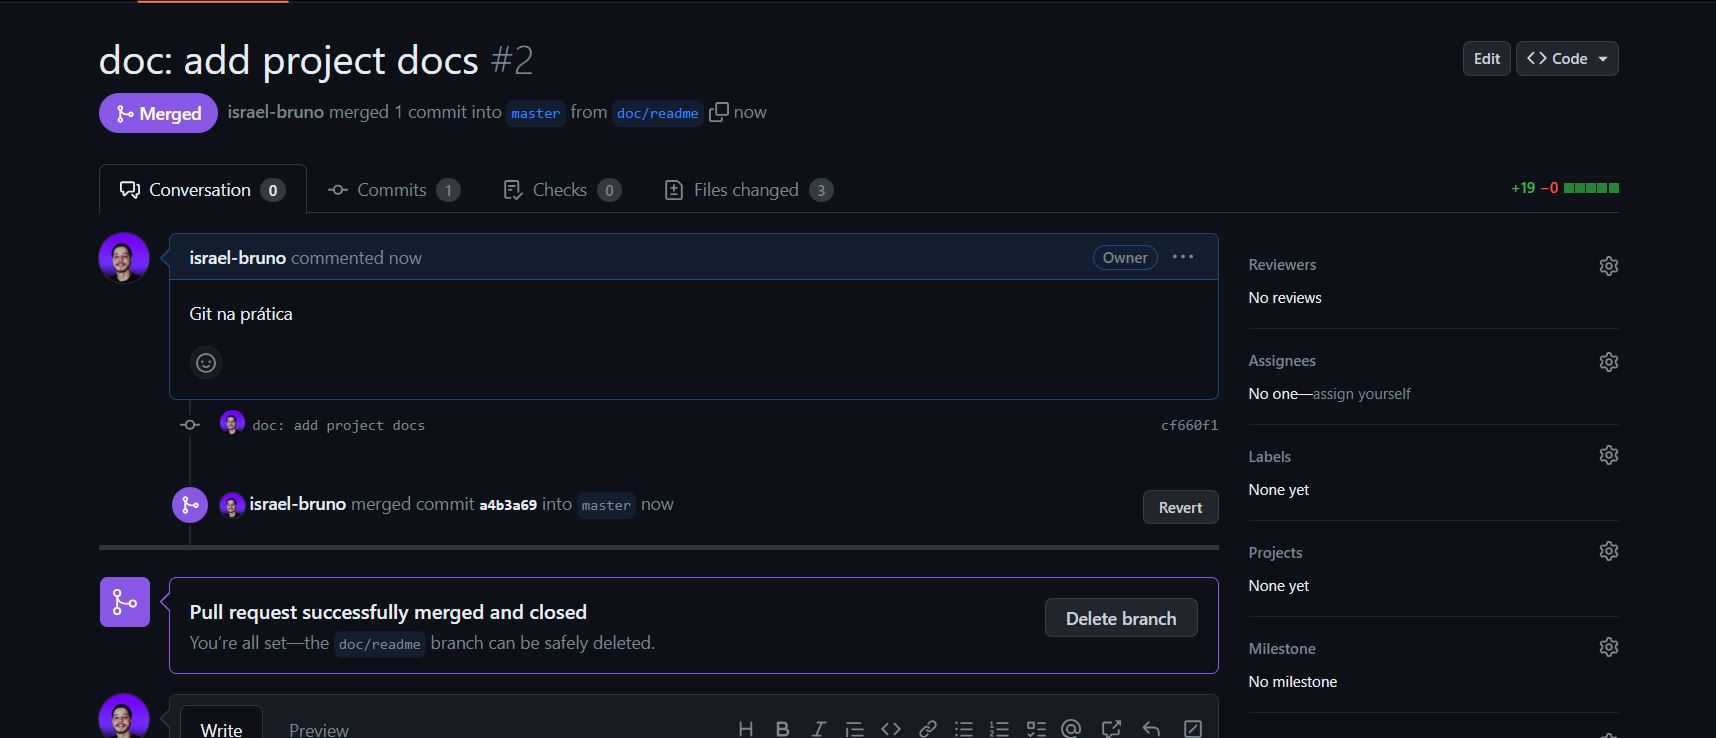 doc: add project docs #2
Edit
Code
Merged
israel-bruno merged 1 commit into master from doc/readme now
Conversation 0
Commits 1
Checks 0
Files changed 3
+19 −0
israel-bruno commented now
Owner
Git na prática
doc: add project docs
cf660f1
israel-bruno merged commit a4b3a69 into master now
Revert
Pull request successfully merged and closed
You're all set—the doc/readme branch can be safely deleted.
Delete branch
Write
Preview
Reviewers
No reviews
Assignees
No one—assign yourself
Labels
None yet
Projects
None yet
Milestone
No milestone